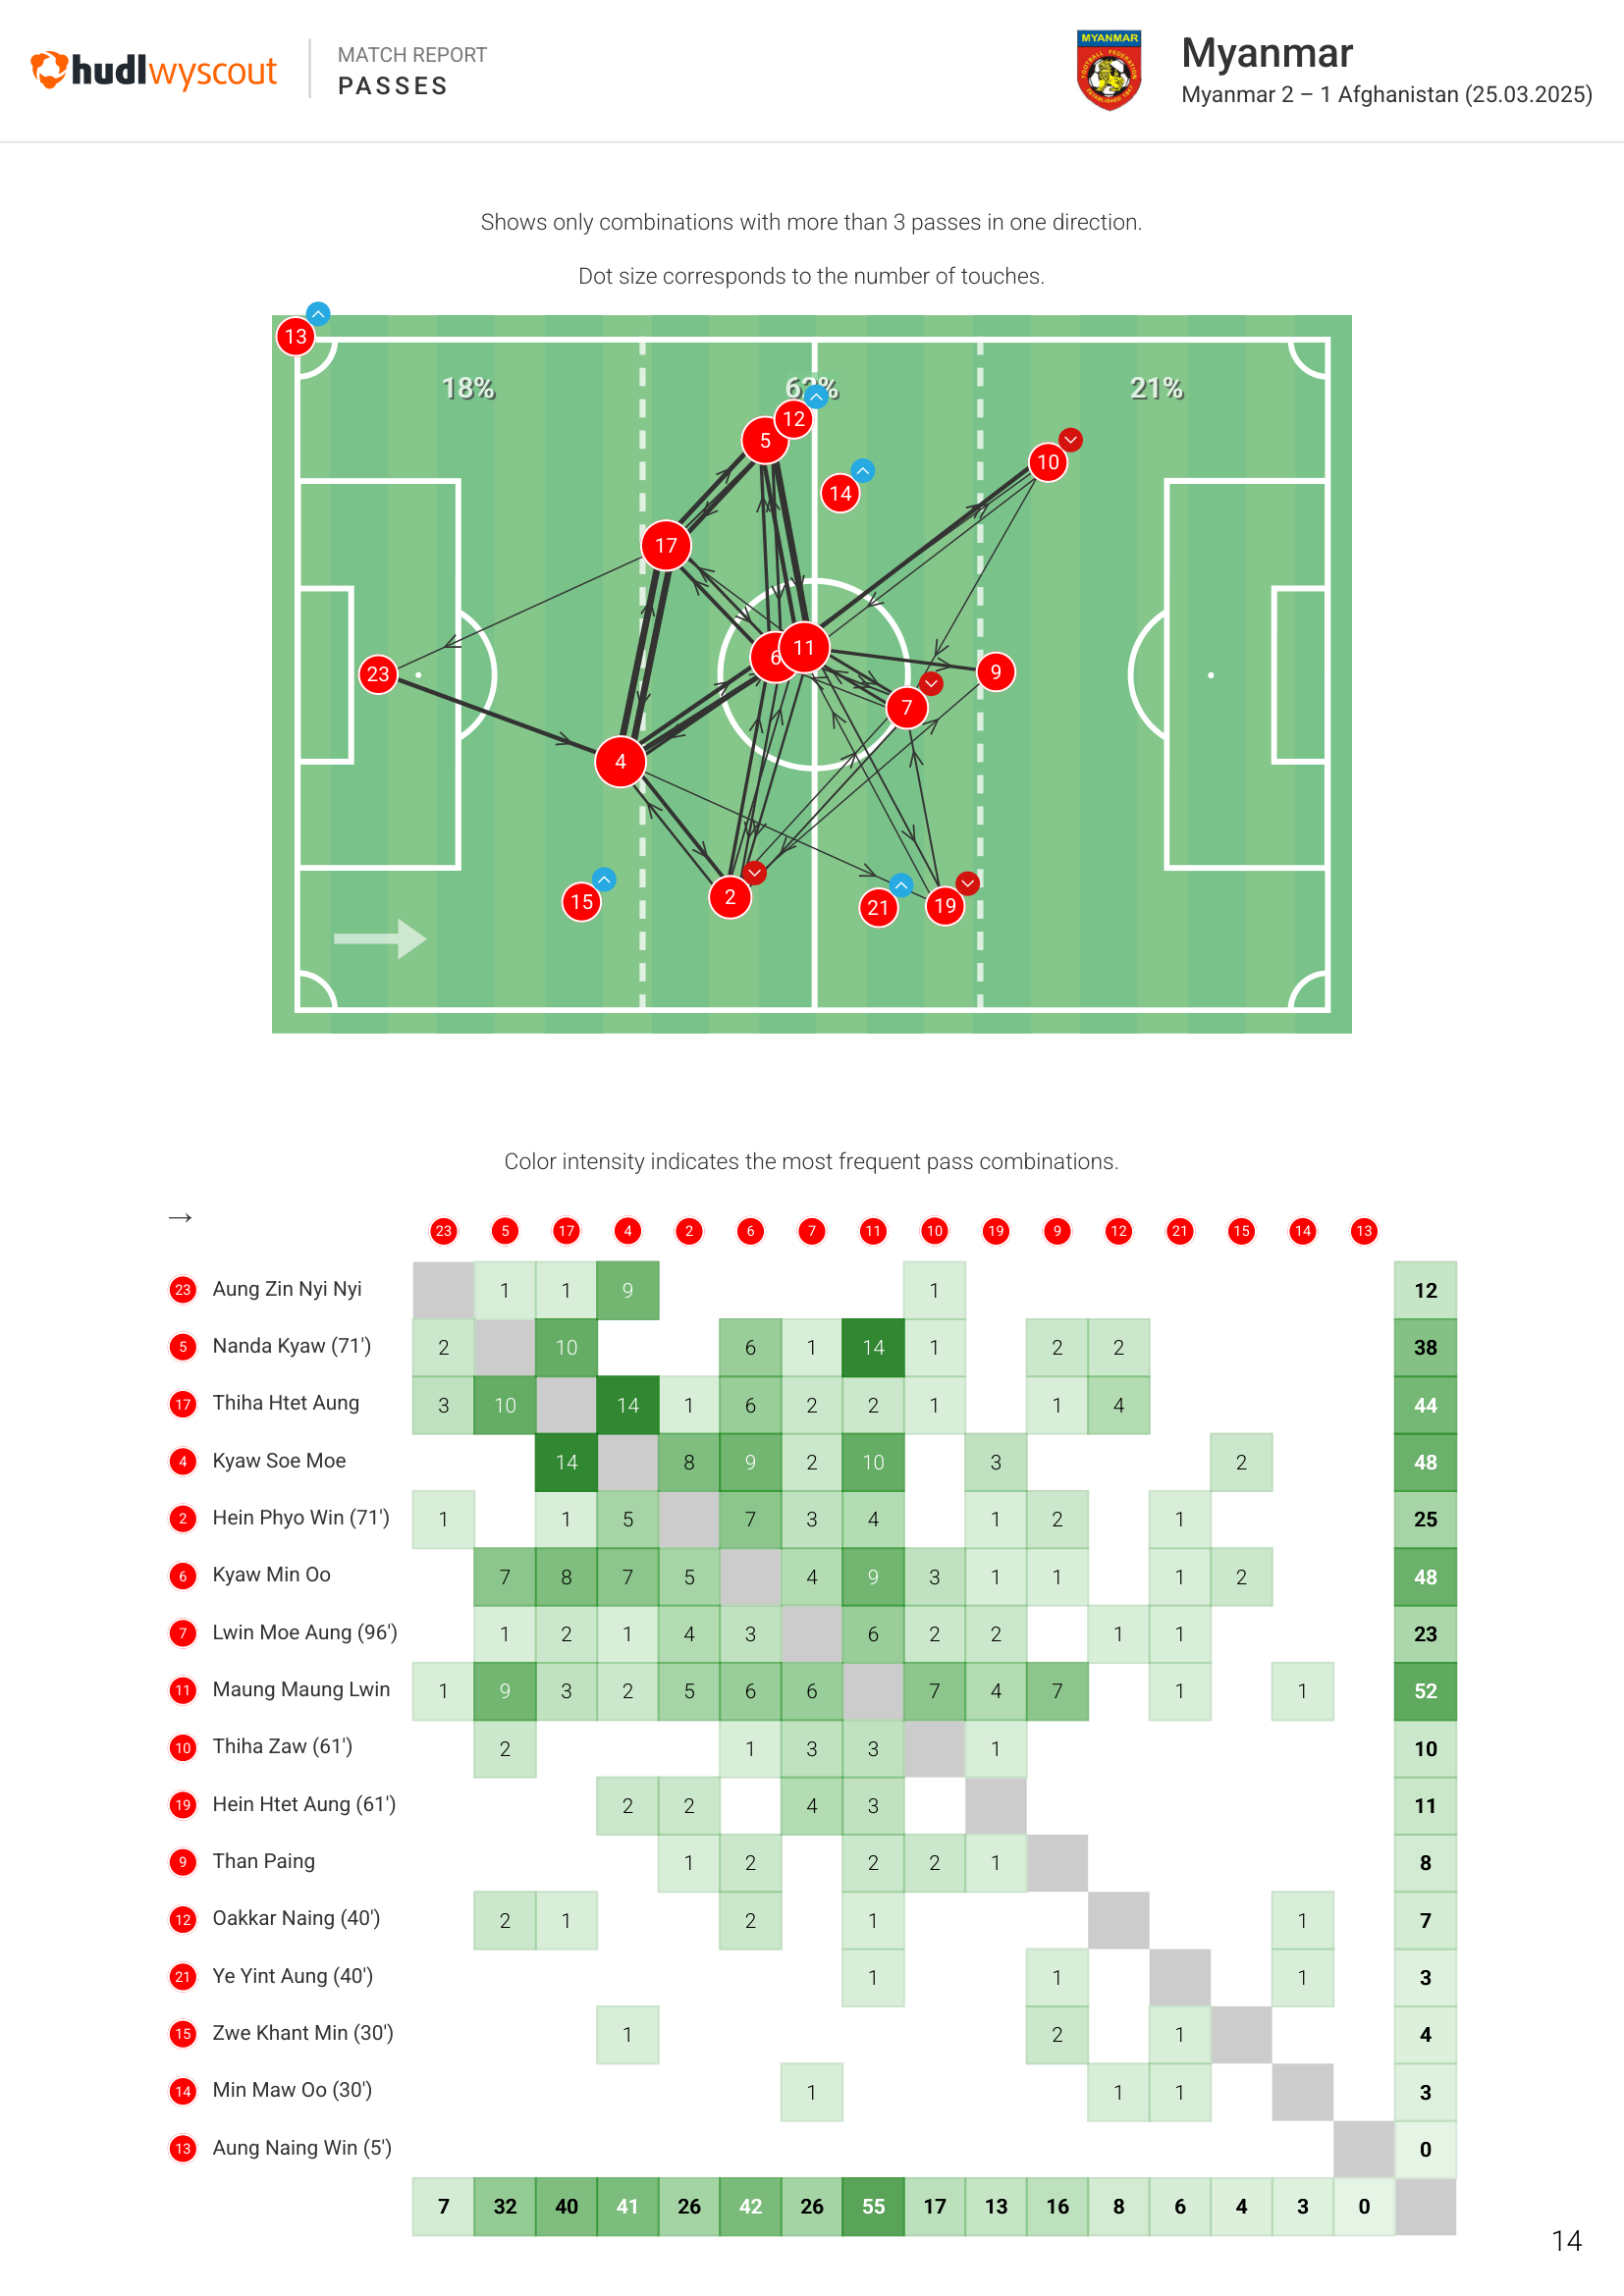 hudl wyscout
MATCH REPORT
PASSES
MYANMAR
Myanmar
Myanmar 2 – 1 Afghanistan (25.03.2025)
Shows only combinations with more than 3 passes in one direction.
Dot size corresponds to the number of touches.
13
18% 21%
12
5
10
14
17
11
6
23 9
7
4
2
15 21 19
Color intensity indicates the most frequent pass combinations.
→ 23 5 17 4 2 6 7 11 10 19 9 12 21 15 14 13
23 Aung Zin Nyi Nyi 1 1 9 1 12
5 Nanda Kyaw (71') 2 10 6 1 14 1 2 2 38
17 Thiha Htet Aung 3 10 14 1 6 2 2 1 1 4 44
4 Kyaw Soe Moe 14 8 9 2 10 3 2 48
2 Hein Phyo Win (71') 1 1 5 7 3 4 1 2 1 25
6 Kyaw Min Oo 7 8 7 5 4 9 3 1 1 1 2 48
7 Lwin Moe Aung (96') 1 2 1 4 3 6 2 2 1 1 23
11 Maung Maung Lwin 1 9 3 2 5 6 6 7 4 7 1 1 52
10 Thiha Zaw (61') 2 1 3 3 1 10
19 Hein Htet Aung (61') 2 2 4 3 11
9 Than Paing 1 2 2 2 1 8
12 Oakkar Naing (40') 2 1 2 1 1 7
21 Ye Yint Aung (40') 1 1 1 3
15 Zwe Khant Min (30') 1 2 1 4
14 Min Maw Oo (30') 1 1 1 3
13 Aung Naing Win (5') 0
7 32 40 41 26 42 26 55 17 13 16 8 6 4 3 0
14